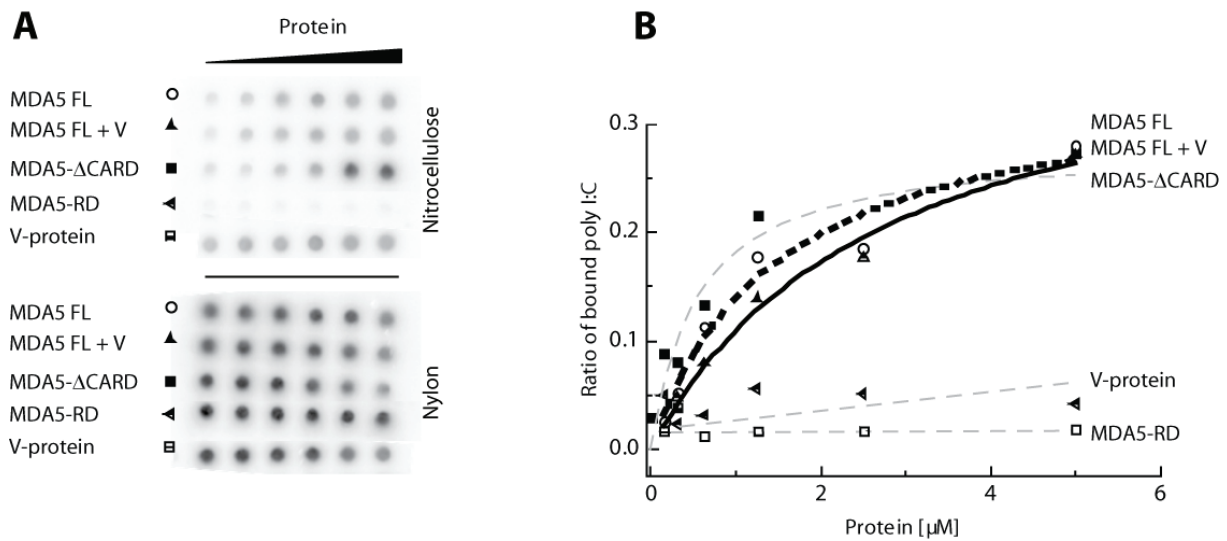 A
Protein
MDA5 FL
MDA5 FL + V
MDA5-ΔCARD
MDA5-RD
V-protein
Nitrocellulose
MDA5 FL
MDA5 FL + V
MDA5-ΔCARD
MDA5-RD
V-protein
Nylon
B
Ratio of bound poly I:C
0.3
0.2
0.1
0.0
0
2
4
6
Protein [µM]
MDA5 FL
MDA5 FL + V
MDA5-ΔCARD
V-protein
MDA5-RD